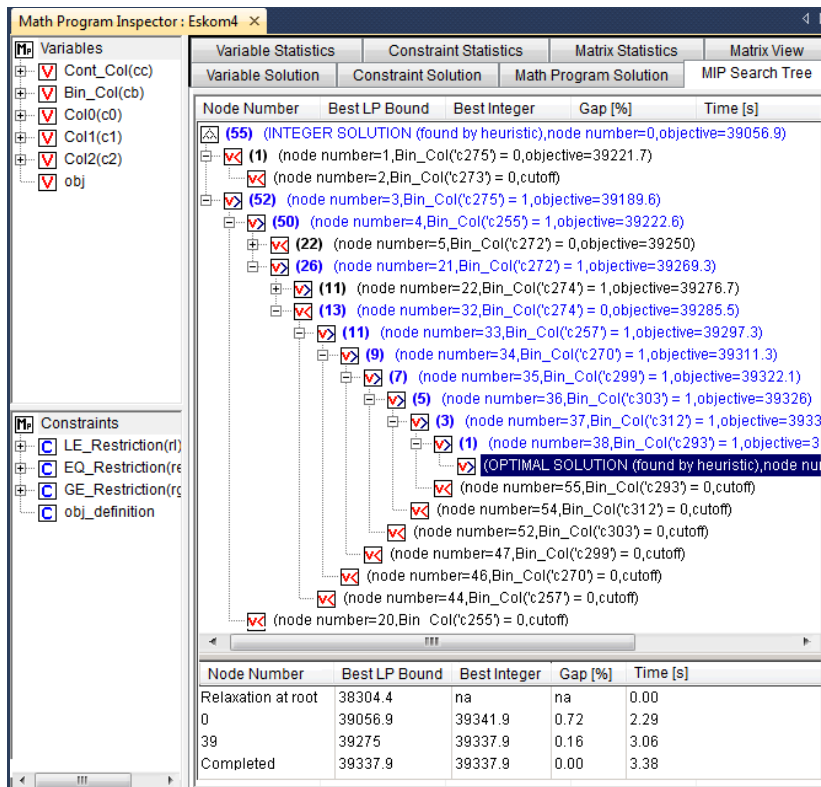 Math Program Inspector : Eskom4
Variables
Cont_Col(cc)
Bin_Col(cb)
Col0(c0)
Col1(c1)
Col2(c2)
obj
Constraints
LE_Restriction(rl)
EQ_Restriction(re
GE_Restriction(rg
obj_definition
Variable Statistics Constraint Statistics Matrix Statistics Matrix View
Variable Solution Constraint Solution Math Program Solution MIP Search Tree
Node Number Best LP Bound Best Integer Gap [%] Time [s]
(55) (INTEGER SOLUTION (found by heuristic),node number=0,objective=39056.9)
(1) (node number=1,Bin_Col('c275') = 0,objective=39221.7)
(node number=2,Bin_Col('c273') = 0,cutoff)
(52) (node number=3,Bin_Col('c275') = 1,objective=39189.6)
(50) (node number=4,Bin_Col('c255') = 1,objective=39222.6)
(22) (node number=5,Bin_Col('c272') = 0,objective=39250)
(26) (node number=21,Bin_Col('c272') = 1,objective=39269.3)
(11) (node number=22,Bin_Col('c274') = 1,objective=39276.7)
(13) (node number=32,Bin_Col('c274') = 0,objective=39285.5)
(11) (node number=33,Bin_Col('c257') = 1,objective=39297.3)
(9) (node number=34,Bin_Col('c270') = 1,objective=39311.3)
(7) (node number=35,Bin_Col('c299') = 1,objective=39322.1)
(5) (node number=36,Bin_Col('c303') = 1,objective=39326)
(3) (node number=37,Bin_Col('c312') = 1,objective=3933
(1) (node number=38,Bin_Col('c293') = 1,objective=3
(OPTIMAL SOLUTION (found by heuristic),node nu
(node number=55,Bin_Col('c293') = 0,cutoff)
(node number=54,Bin_Col('c312') = 0,cutoff)
(node number=52,Bin_Col('c303') = 0,cutoff)
(node number=47,Bin_Col('c299') = 0,cutoff)
(node number=46,Bin_Col('c270') = 0,cutoff)
(node number=44,Bin_Col('c257') = 0,cutoff)
(node number=20,Bin_Col('c255') = 0,cutoff)
Node Number Best LP Bound Best Integer Gap [%] Time [s]
Relaxation at root 38304.4 na na 0.00
0 39056.9 39341.9 0.72 2.29
39 39275 39337.9 0.16 3.06
Completed 39337.9 39337.9 0.00 3.38